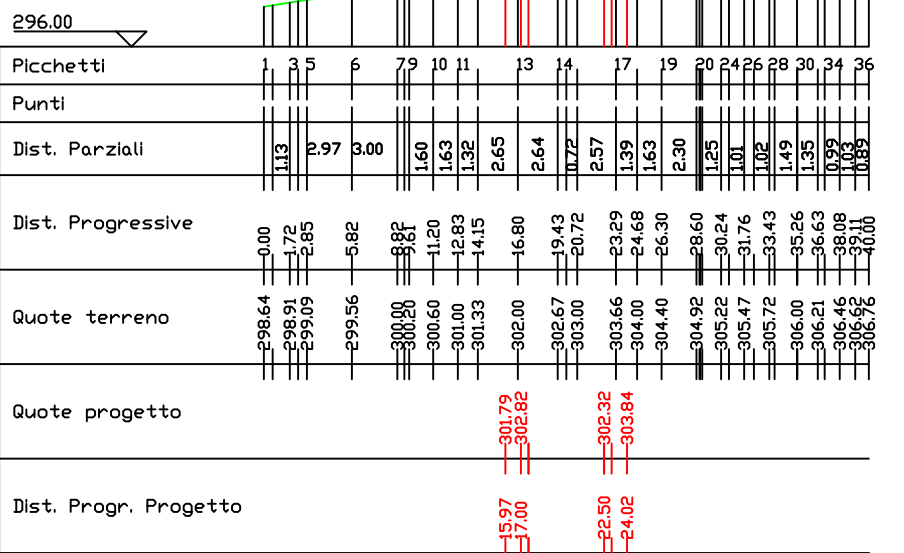 296.00
Picchetti 1 3 5 6 7 9 10 11 13 14 17 19 20 24 26 28 30 34 36
Punti
Dist. Parziali 1.13 2.97 3.00 1.60 1.63 1.32 2.65 2.64 0.72 2.57 1.39 1.63 2.30 1.25 1.01 1.02 1.49 1.35 0.99 1.03 0.89
Dist. Progressive 0.00 1.72 2.85 5.82 8.82 9.61 11.20 12.83 14.15 16.80 19.43 20.72 23.29 24.68 26.30 28.60 30.24 31.76 33.43 35.26 36.63 38.08 39.11 40.00
Quote terreno 298.64 298.91 299.09 299.56 300.00 300.20 300.60 301.00 301.33 302.00 302.67 303.00 303.66 304.00 304.40 304.92 305.22 305.47 305.72 306.00 306.21 306.46 306.62 306.76
Quote progetto 301.79 302.82 302.32 303.84
Dist. Progr. Progetto 15.97 17.00 22.50 24.02